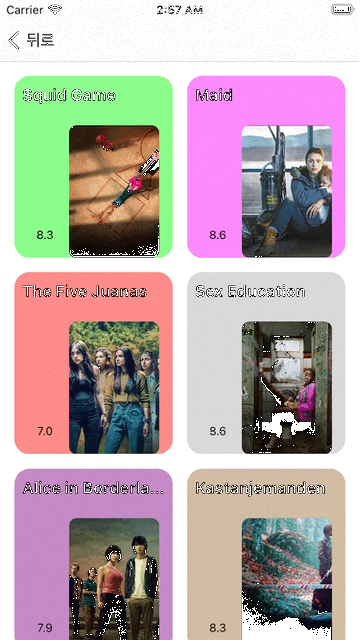 Carrier 2:57 AM
뒤로
Squid Game
Maid
8.3
8.6
The Five Juanas
Sex Education
7.0
8.6
Alice in Borderla...
Kastanjemanden
7.9
8.3